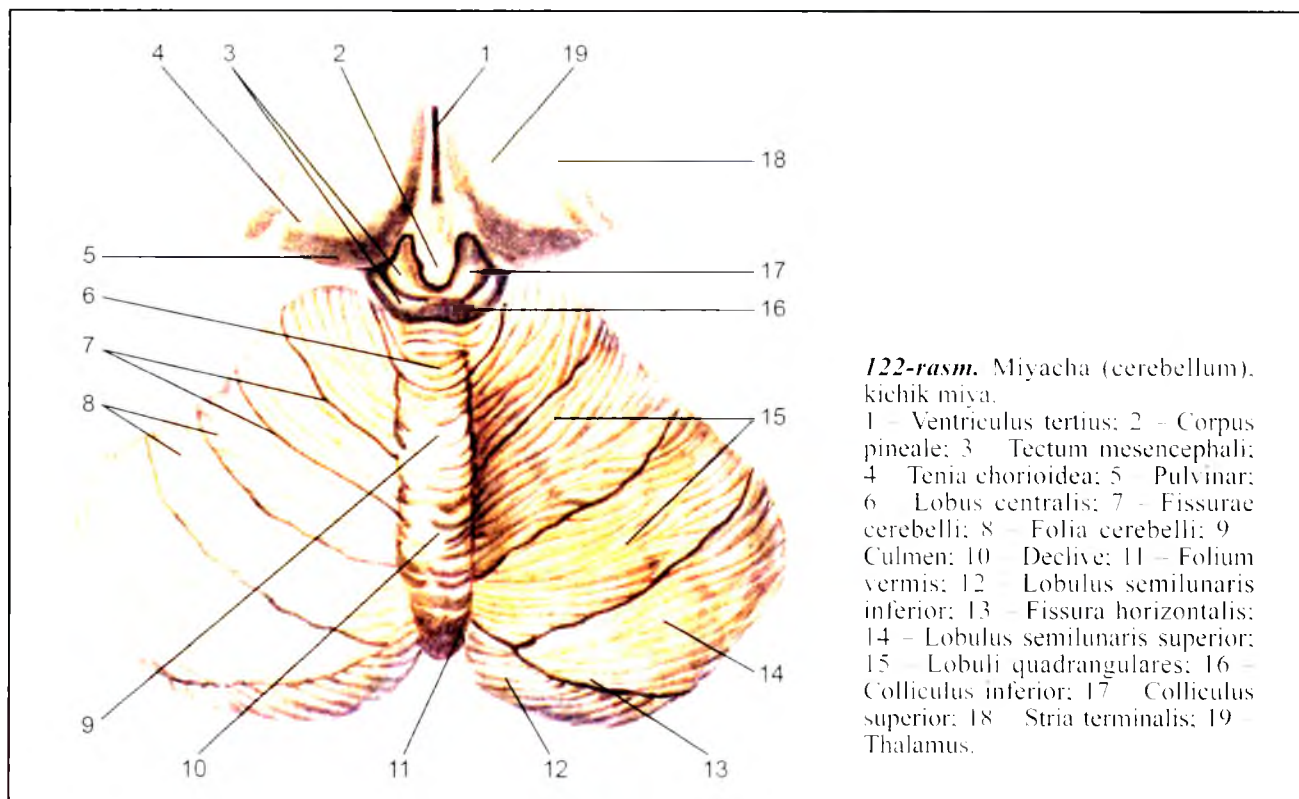 4 3 2 1 19
18
5
17
6
16
7
8
15
14
9
10 11 12 13
122-rasm. Miyacha (cerebellum).
kichik miya.
1 – Ventriculus tertius; 2 – Corpus
pineale; 3 Tectum mesencephali;
4 Tenia chorioidea; 5 Pulvinar;
6 Lobus centralis; 7 – Fissurae
cerebelli; 8 – Folia cerebelli; 9
Culmen; 10 Declive; 11 – Folium
vermis; 12 Lobulus semilunaris
inferior; 13 – Fissura horizontalis;
14 – Lobulus semilunaris superior;
15 Lobuli quadrangulares; 16 –
Colliculus inferior; 17 Colliculus
superior; 18 Stria terminalis; 19 –
Thalamus.